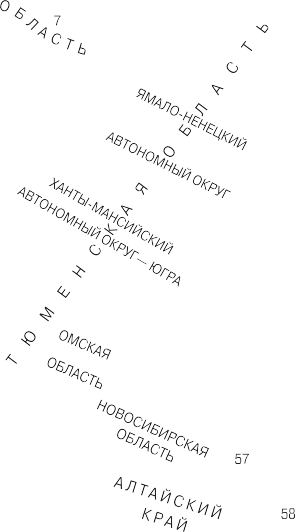 ОБЛАСТЬ
7
ТЮМЕНСКАЯ ОБЛАСТЬ
ЯМАЛО-НЕНЕЦКИЙ
АВТОНОМНЫЙ ОКРУГ
ХАНТЫ-МАНСИЙСКИЙ
АВТОНОМНЫЙ ОКРУГ — ЮГРА
ОМСКАЯ
ОБЛАСТЬ
НОВОСИБИРСКАЯ
ОБЛАСТЬ
57
АЛТАЙСКИЙ
КРАЙ
58